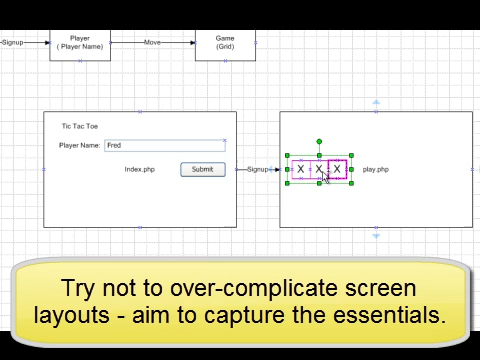 Signup
Player
( Player Name)
Move
Game
(Grid)
Tic Tac Toe
Player Name: Fred
Index.php
Submit
Signup
X X X
play.php
Try not to over-complicate screen
layouts - aim to capture the essentials.